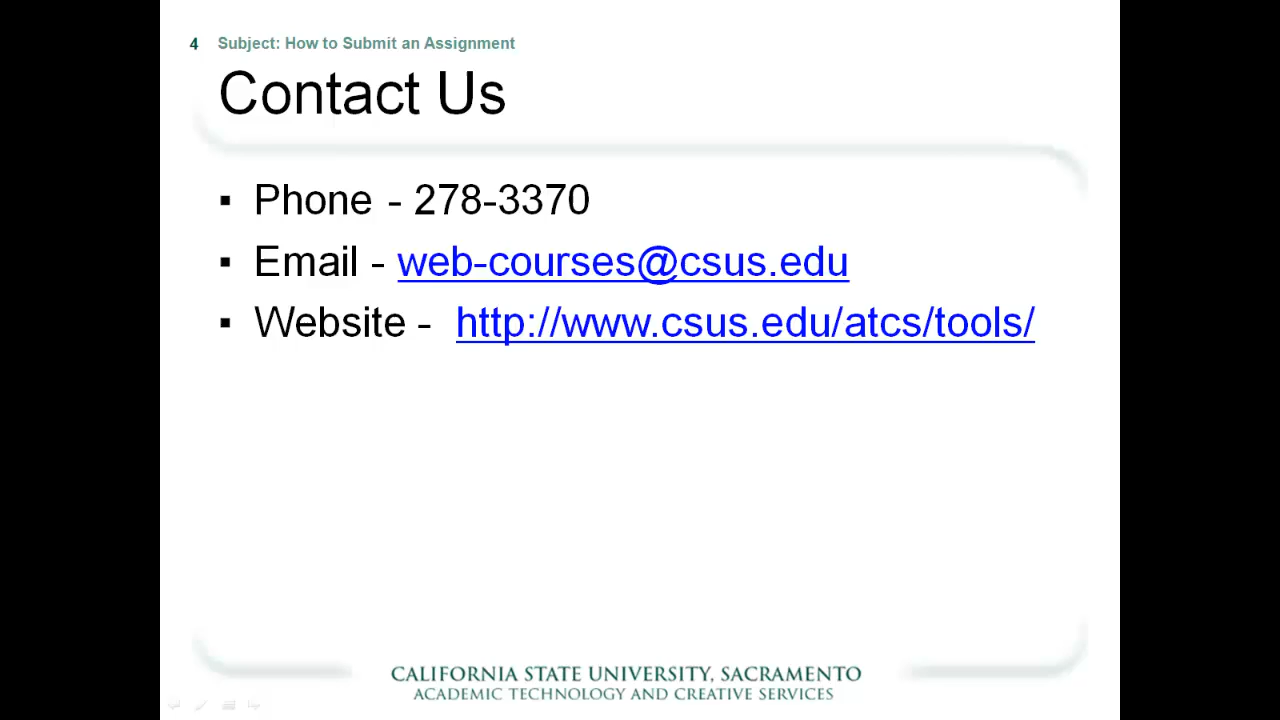 4 Subject: How to Submit an Assignment
Contact Us
▪ Phone - 278-3370
▪ Email - web-courses@csus.edu
▪ Website - http://www.csus.edu/atcs/tools/
CALIFORNIA STATE UNIVERSITY, SACRAMENTO
ACADEMIC TECHNOLOGY AND CREATIVE SERVICES